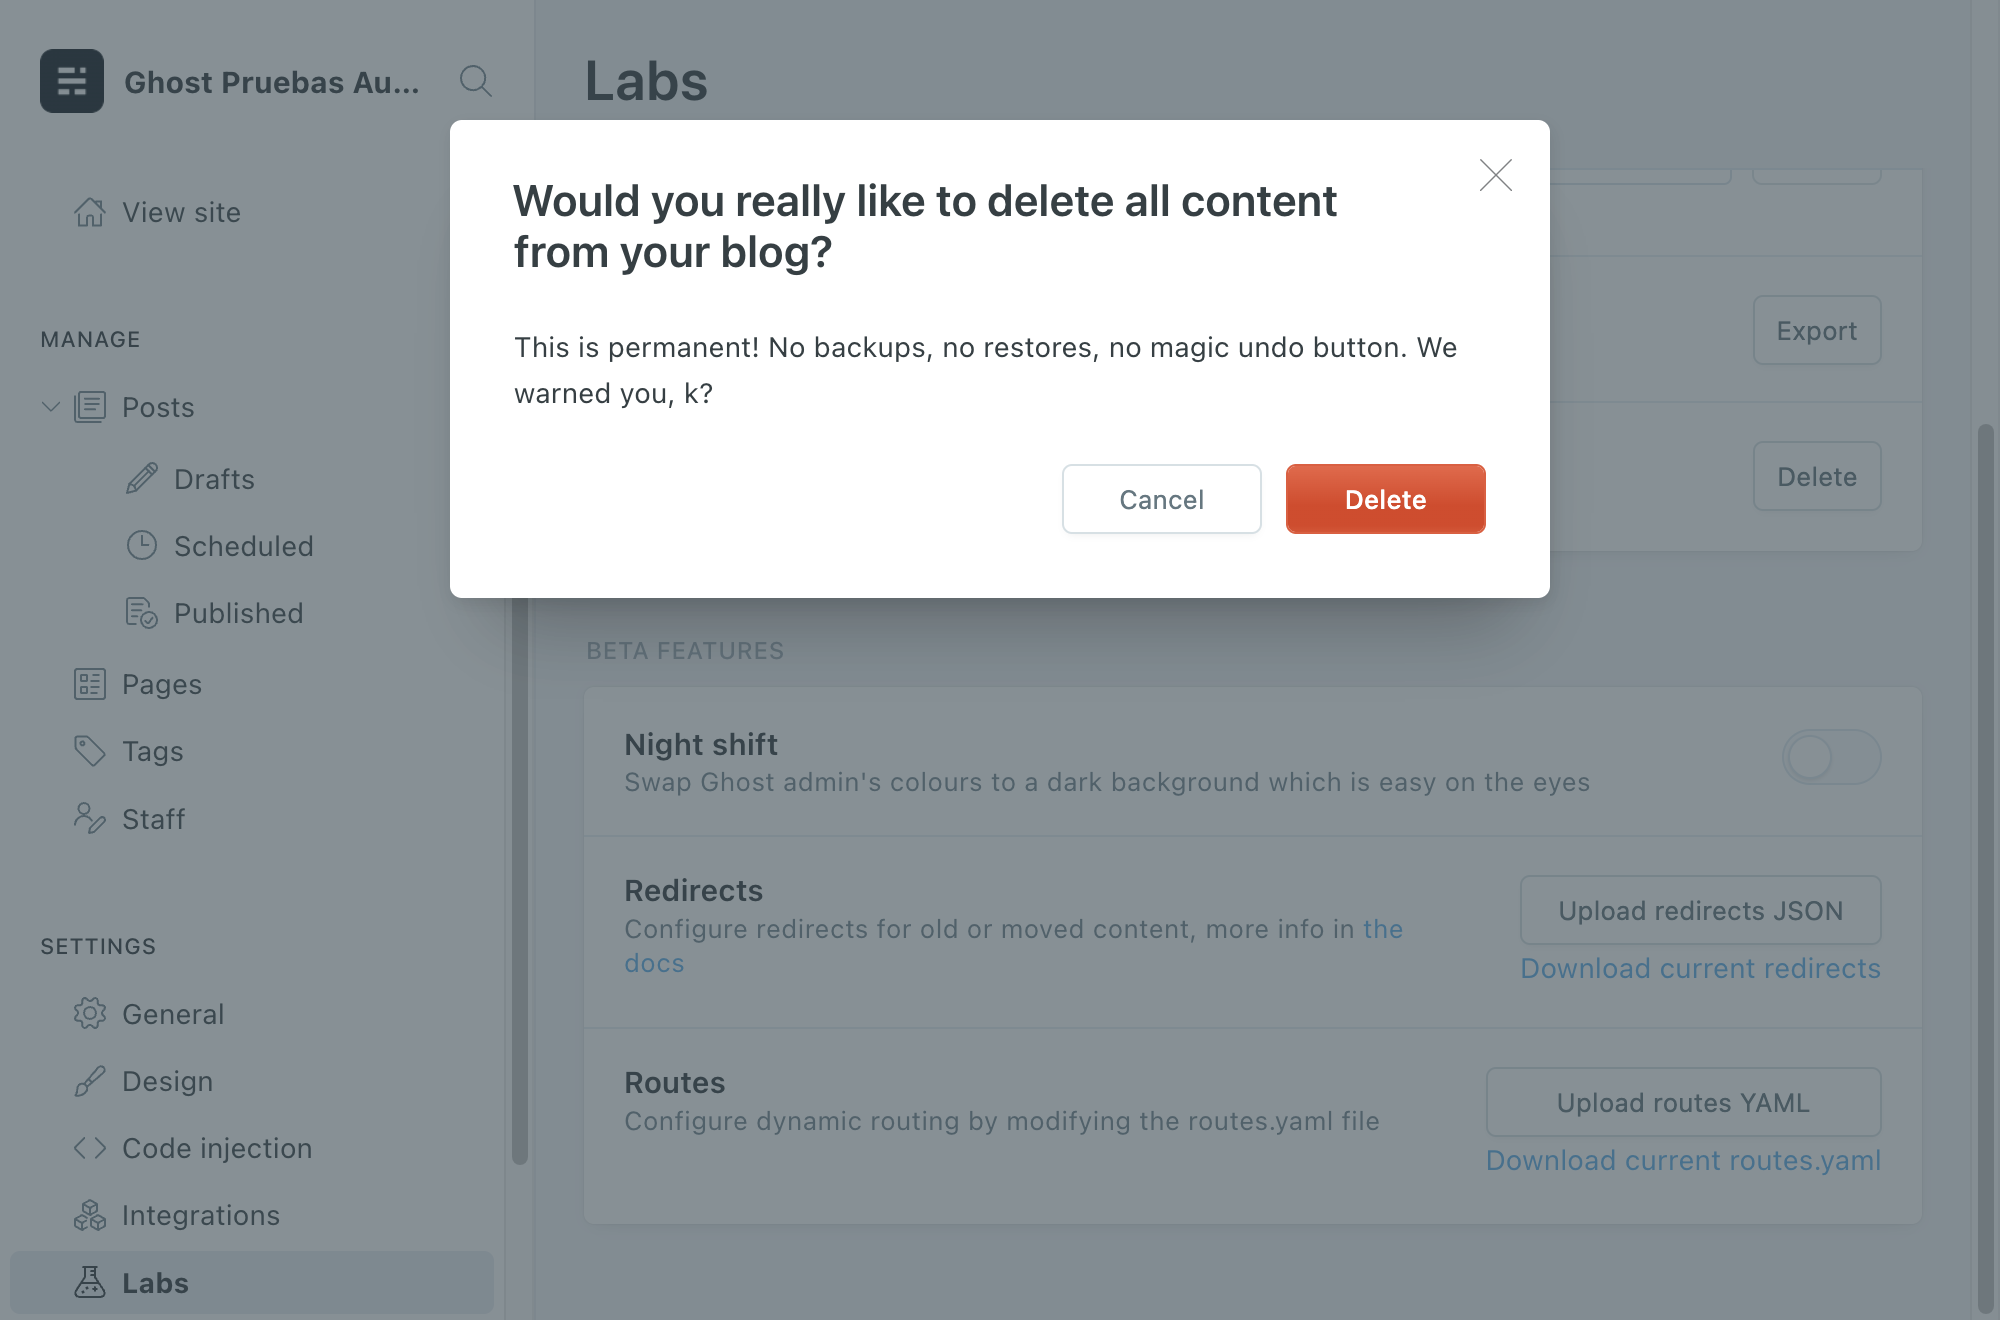 Ghost Pruebas Au...
View site
MANAGE
Posts
Drafts
Scheduled
Published
Pages
Tags
Staff
SETTINGS
General
Design
Code injection
Integrations
Labs
Labs
Would you really like to delete all content
from your blog?
This is permanent! No backups, no restores, no magic undo button. We
warned you, k?
Cancel
Delete
Export
Delete
BETA FEATURES
Night shift
Swap Ghost admin's colours to a dark background which is easy on the eyes
Redirects
Configure redirects for old or moved content, more info in the
docs
Upload redirects JSON
Download current redirects
Routes
Configure dynamic routing by modifying the routes.yaml file
Upload routes YAML
Download current routes.yaml